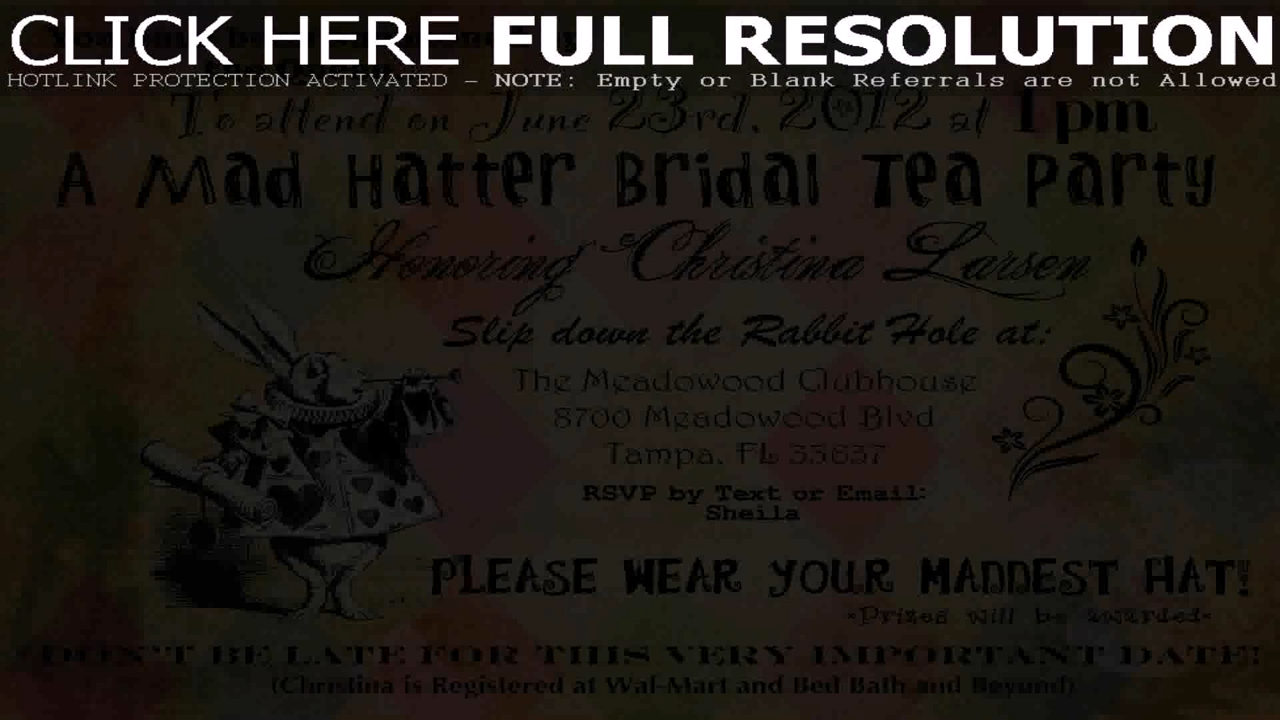 CLICK HERE FULL RESOLUTION
HOTLINK PROTECTION ACTIVATED – NOTE: Empty or Blank Referrals are not Allowed
To attend on June 23rd, 2012 at 1pm
A Mad Hatter Bridal Tea Party
Honoring Christina Larsen
Slip down the Rabbit Hole at:
The Meadowood Clubhouse
8700 Meadowood Blvd
Tampa, FL 33637
RSVP by Text or Email:
Sheila
PLEASE WEAR YOUR MADDEST HAT!
*Prizes will be awarded*
DON'T BE LATE FOR THIS VERY IMPORTANT DATE!
(Christina is Registered at Wal-Mart and Bed Bath and Beyond)